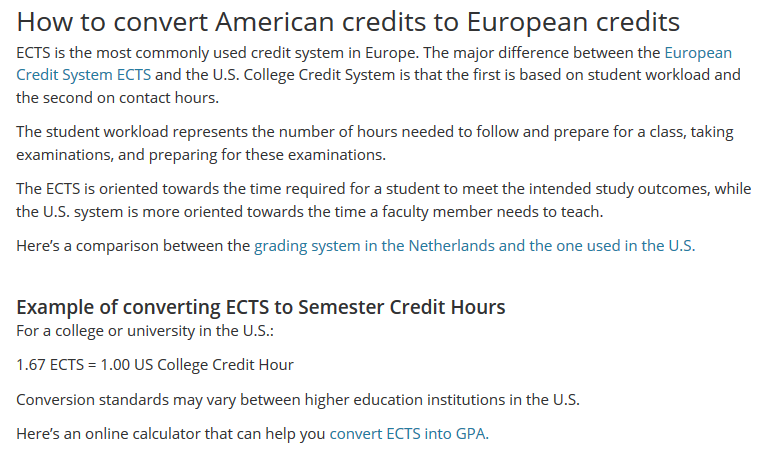 How to convert American credits to European credits
ECTS is the most commonly used credit system in Europe. The major difference between the European
Credit System ECTS and the U.S. College Credit System is that the first is based on student workload and
the second on contact hours.
The student workload represents the number of hours needed to follow and prepare for a class, taking
examinations, and preparing for these examinations.
The ECTS is oriented towards the time required for a student to meet the intended study outcomes, while
the U.S. system is more oriented towards the time a faculty member needs to teach.
Here’s a comparison between the grading system in the Netherlands and the one used in the U.S.
Example of converting ECTS to Semester Credit Hours
For a college or university in the U.S.:
1.67 ECTS = 1.00 US College Credit Hour
Conversion standards may vary between higher education institutions in the U.S.
Here’s an online calculator that can help you convert ECTS into GPA.